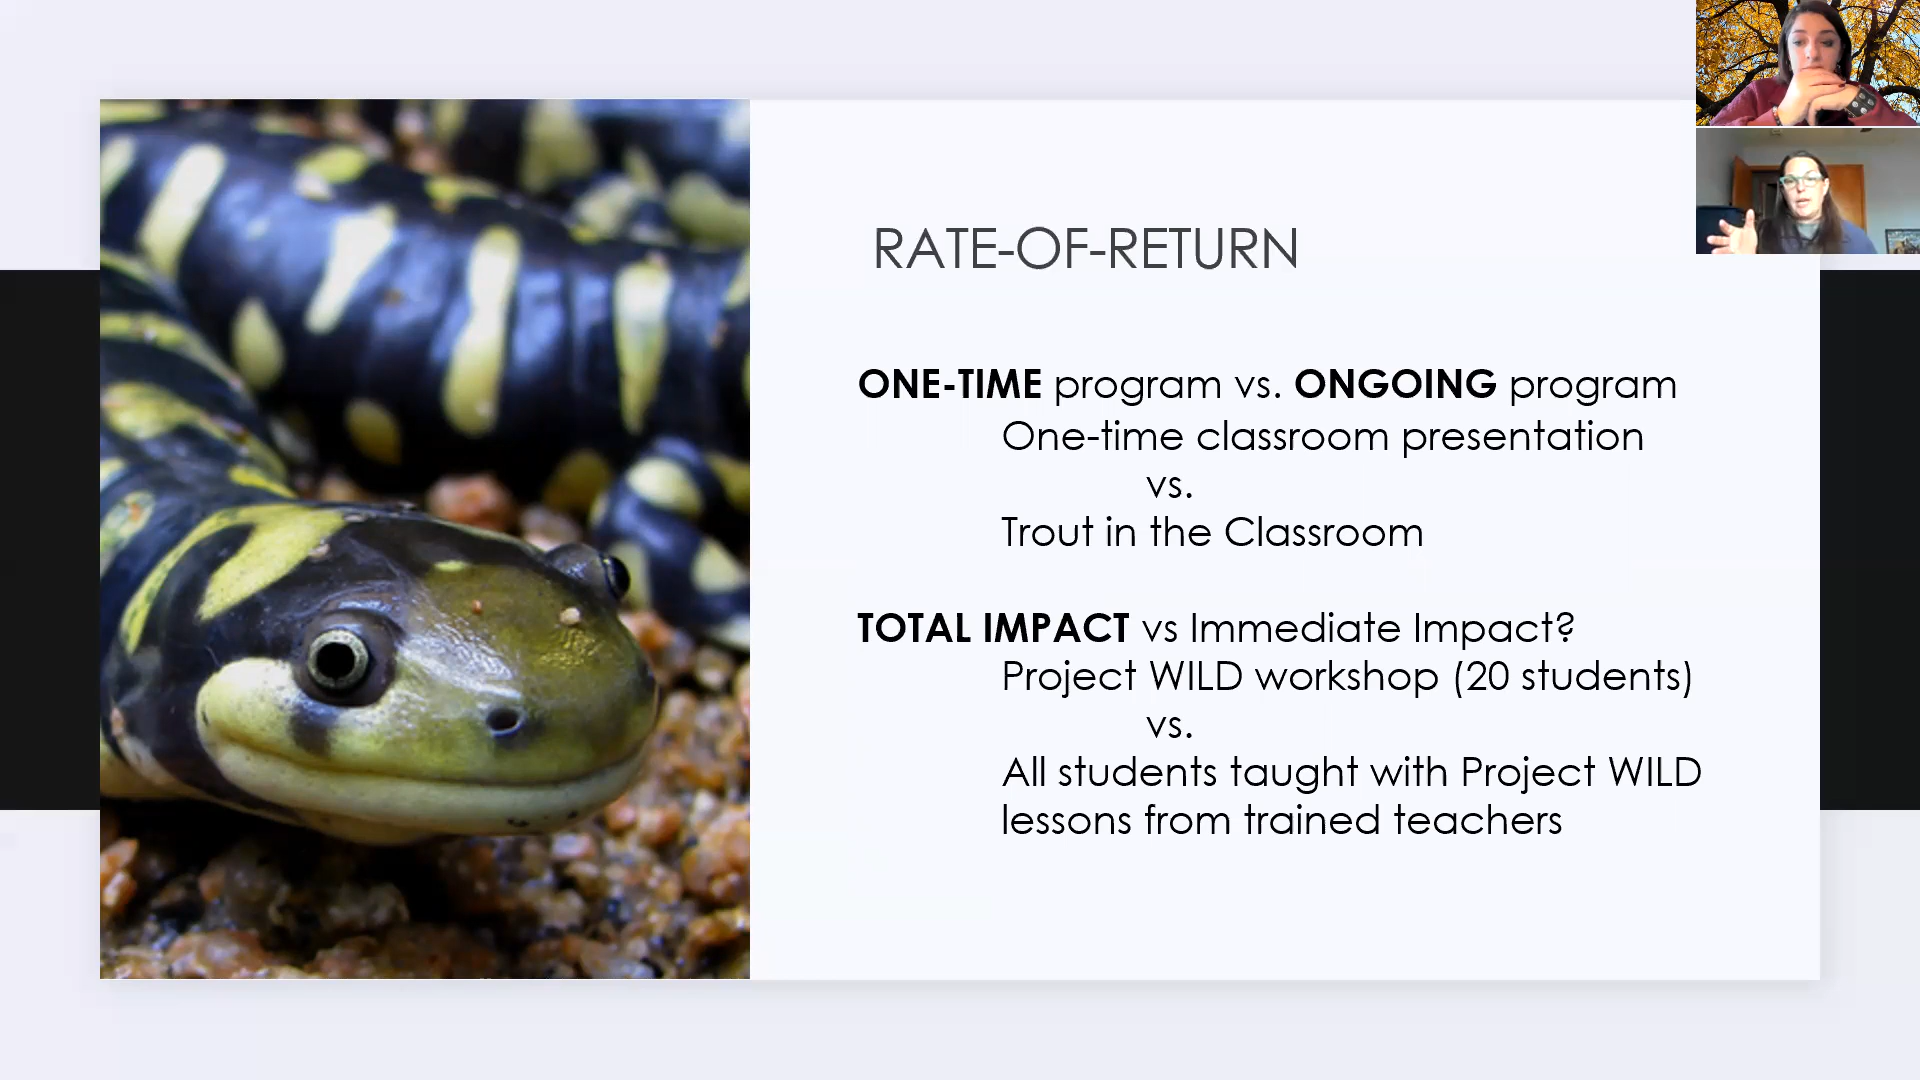 RATE-OF-RETURN
ONE-TIME program vs. ONGOING program
One-time classroom presentation
vs.
Trout in the Classroom
TOTAL IMPACT vs Immediate Impact?
Project WILD workshop (20 students)
vs.
All students taught with Project WILD
lessons from trained teachers